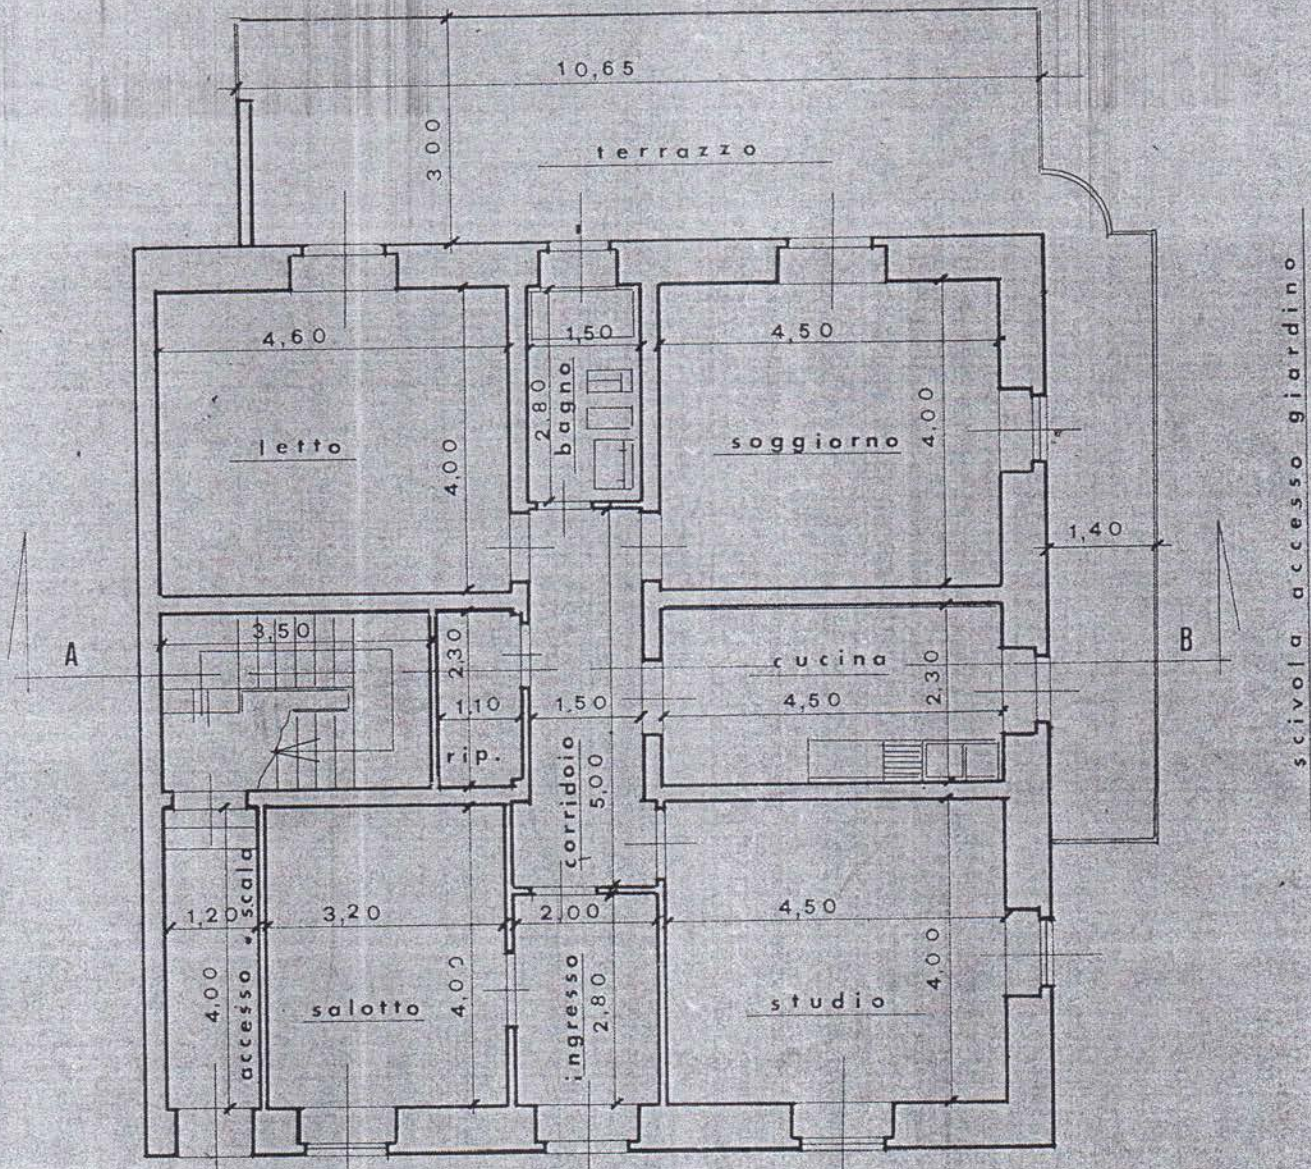 10,65
3,00
terrazzo
4,60
1,50
4,50
2,80
bagno
4,00
letto
4,00
soggiorno
1,40
scivola accesso giardino
A
3,50
2,30
1,10
rip.
1,50
corridoio
5,00
cucina
4,50
2,30
B
1,20
4,00
accesso scala
3,20
salotto
4,00
2,00
ingresso
2,80
4,50
studio
4,00